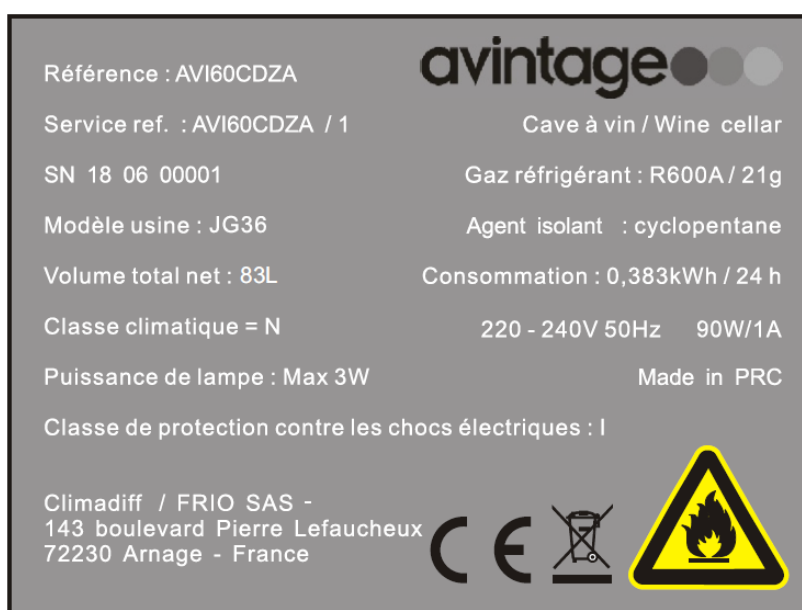 avintage
Référence : AVI60CDZA
Service ref. : AVI60CDZA / 1
Cave à vin / Wine cellar
SN 18 06 00001
Gaz réfrigérant : R600A / 21g
Modèle usine : JG36
Agent isolant : cyclopentane
Volume total net : 83L
Consommation : 0,383kWh / 24 h
Classe climatique = N
220 - 240V 50Hz 90W/1A
Puissance de lampe : Max 3W
Made in PRC
Classe de protection contre les chocs électriques : I
Climadiff / FRIO SAS -
143 boulevard Pierre Lefaucheux
72230 Arnage - France
CE